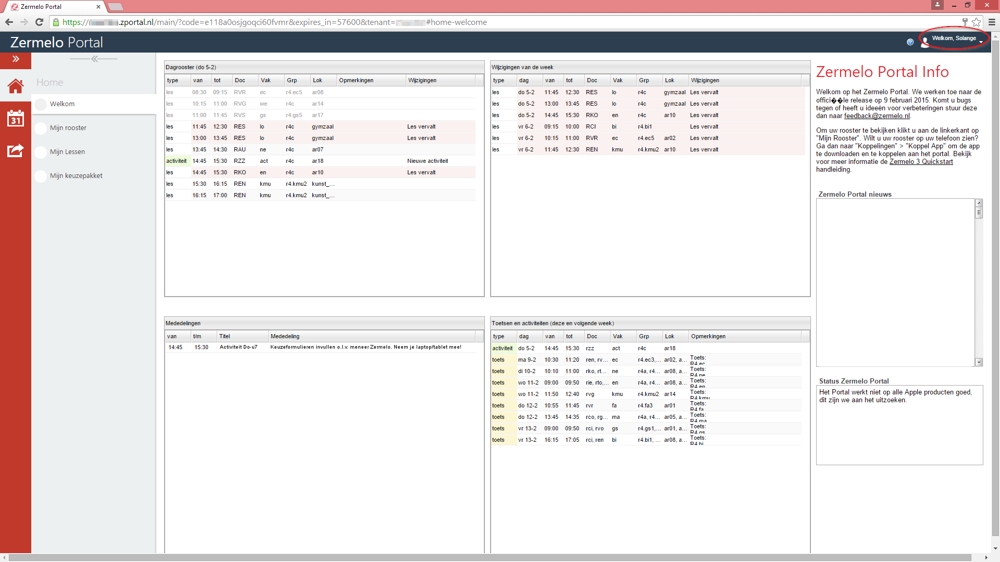 Zermelo Portal
https:// .zportal.nl/main/?code=e118a0osjgoqci60fvmr&expires_in=57600&tenant= #home-welcome
Zermelo Portal
Welkom, Solange
Home
Welkom
Mijn rooster
Mijn Lessen
Mijn keuzepakket
31
Dagrooster (do 5-2)
type van tot Doc Vak Grp Lok Opmerkingen Wijzigingen
les 08:30 09:15 RVR ec r4.ec5 ar08
les 10:15 11:00 RVG we r4c ar14
les 11:00 11:45 RVS gs r4.gs5 ar17
les 11:45 12:30 RES lo r4c gymzaal Les vervalt
les 13:00 13:45 RES lo r4c gymzaal Les vervalt
les 13:45 14:30 RAU ne r4c ar07
activiteit 14:45 15:30 RZZ act r4c ar18 Nieuwe activiteit
les 14:45 15:30 RKO en r4c ar10 Les vervalt
les 15:30 16:15 REN kmu r4.kmu2 kunst_...
les 16:15 17:00 REN kmu r4.kmu2 kunst_...
Wijzigingen van de week
type dag van tot Doc Vak Grp Lok Wijzigingen
les do 5-2 11:45 12:30 RES lo r4c gymzaal Les vervalt
les do 5-2 13:00 13:45 RES lo r4c gymzaal Les vervalt
les do 5-2 14:45 15:30 RKO en r4c ar10 Les vervalt
les vr 6-2 09:15 10:00 RCI bi r4.bi1 Les vervalt
les vr 6-2 10:15 11:00 RVR ec r4.ec5 ar02 Les vervalt
les vr 6-2 11:45 12:30 REN kmu r4.kmu2 ar10 Les vervalt
Mededelingen
van t/m Titel Mededeling
14:45 15:30 Activiteit Do-u7 Keuzeformulieren invullen o.l.v. meneer Zermelo. Neem je laptop/tablet mee!
Toetsen en activiteiten (deze en volgende week)
type dag van tot Doc Vak Grp Lok Opmerkingen
activiteit do 5-2 14:45 15:30 rzz act r4c ar18
toets ma 9-2 10:30 11:20 ren, rv... ec r4.ec3,... ar02, a... Toets:
R4 ec
toets di 10-2 10:10 11:00 rko, rt... ne r4a, r4... ar08, a... Toets:
R4 ne
toets wo 11-2 09:00 09:50 rie, rto,... en r4a, r4... ar08, a... Toets:
R4 en
toets wo 11-2 11:50 12:40 rvg kmu r4.kmu2 ar14 Toets:
R4 kmu
toets do 12-2 10:55 11:45 rvr fa r4.fa3 ar01 Toets:
R4 fa
toets do 12-2 13:45 14:35 rco, rg... ma r4a, r4... ar05, a... Toets:
R4 ma
toets vr 13-2 09:00 09:50 rci, rvo gs r4.gs1,... ar01, a... Toets:
R4 gs
toets vr 13-2 16:15 17:05 rci, ren bi r4.bi1, ... ar08, a... Toets:
R4 bi
Zermelo Portal Info
Welkom op het Zermelo Portal. We werken toe naar de
offici��le release op 9 februari 2015. Komt u bugs
tegen of heeft u ideeën voor verbeteringen stuur deze
dan naar feedback@zermelo.nl.
Om uw rooster te bekijken klikt u aan de linkerkant op
"Mijn Rooster". Wilt u uw rooster op uw telefoon zien?
Ga dan naar "Koppelingen" > "Koppel App" om de app
te downloaden en te koppelen aan het portal. Bekijk
voor meer informatie de Zermelo 3 Quickstart
handleiding.
Zermelo Portal nieuws
Status Zermelo Portal
Het Portal werkt niet op alle Apple producten goed,
dit zijn we aan het uitzoeken.